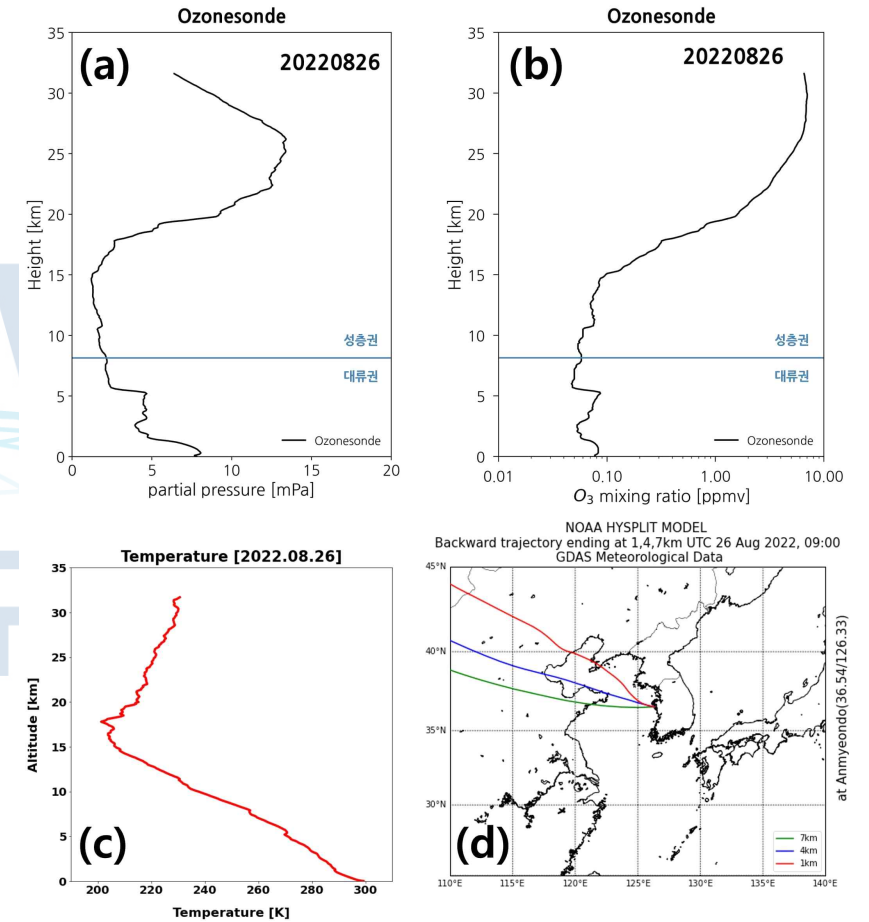 Ozonesonde
(a)
20220826
성층권
대류권
Ozonesonde
Height [km]
35
30
25
20
15
10
5
0
0 5 10 15 20
partial pressure [mPa]
Ozonesonde
(b)
20220826
성층권
대류권
Ozonesonde
Height [km]
35
30
25
20
15
10
5
0
0.01 0.10 1.00 10.00
O3 mixing ratio [ppmv]
Temperature [2022.08.26]
(c)
Altitude [km]
35
30
25
20
15
10
5
0
200 220 240 260 280 300
Temperature [K]
NOAA HYSPLIT MODEL
Backward trajectory ending at 1,4,7km UTC 26 Aug 2022, 09:00
GDAS Meteorological Data
45°N
40°N
35°N
30°N
(d)
7km
4km
1km
110°E 115°E 120°E 125°E 130°E 135°E 140°E
at Anmyeondo(36.54/126.33)